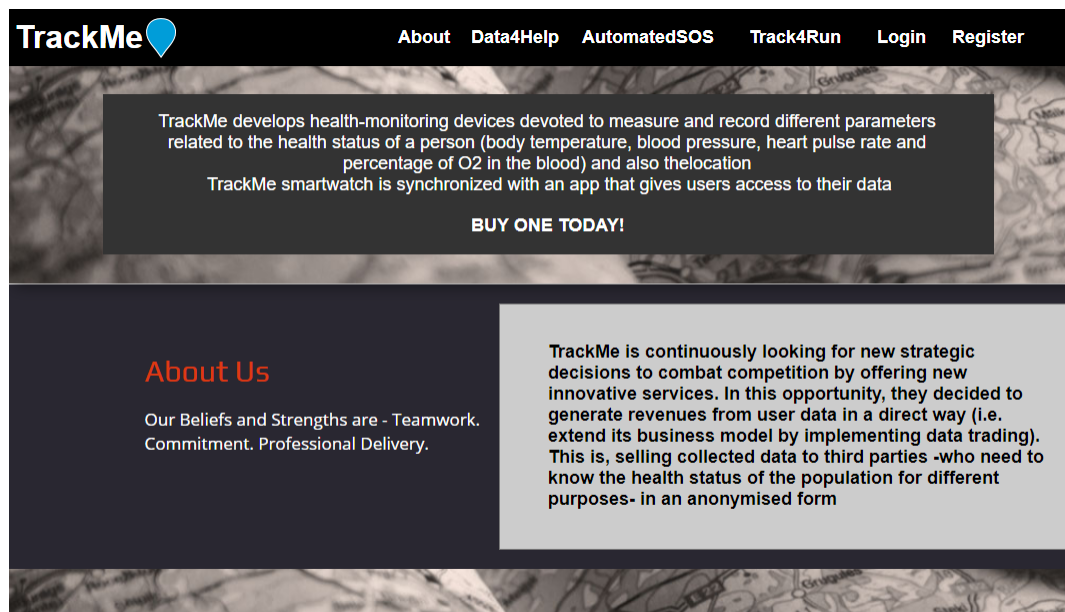 TrackMe
About Data4Help AutomatedSOS Track4Run Login Register
Grugules
TrackMe develops health-monitoring devices devoted to measure and record different parameters
related to the health status of a person (body temperature, blood pressure, heart pulse rate and
percentage of O2 in the blood) and also thelocation
TrackMe smartwatch is synchronized with an app that gives users access to their data
BUY ONE TODAY!
About Us
Our Beliefs and Strengths are - Teamwork.
Commitment. Professional Delivery.
TrackMe is continuously looking for new strategic
decisions to combat competition by offering new
innovative services. In this opportunity, they decided to
generate revenues from user data in a direct way (i.e.
extend its business model by implementing data trading).
This is, selling collected data to third parties -who need to
know the health status of the population for different
purposes- in an anonymised form
Grugules